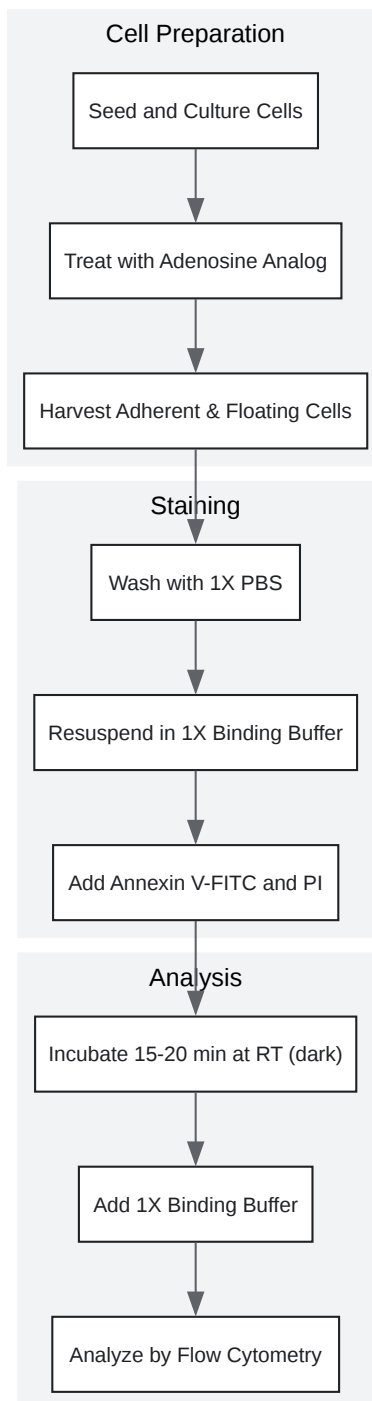 Cell Preparation
Seed and Culture Cells
Treat with Adenosine Analog
Harvest Adherent & Floating Cells
Staining
Wash with 1X PBS
Resuspend in 1X Binding Buffer
Add Annexin V-FITC and PI
Analysis
Incubate 15-20 min at RT (dark)
Add 1X Binding Buffer
Analyze by Flow Cytometry